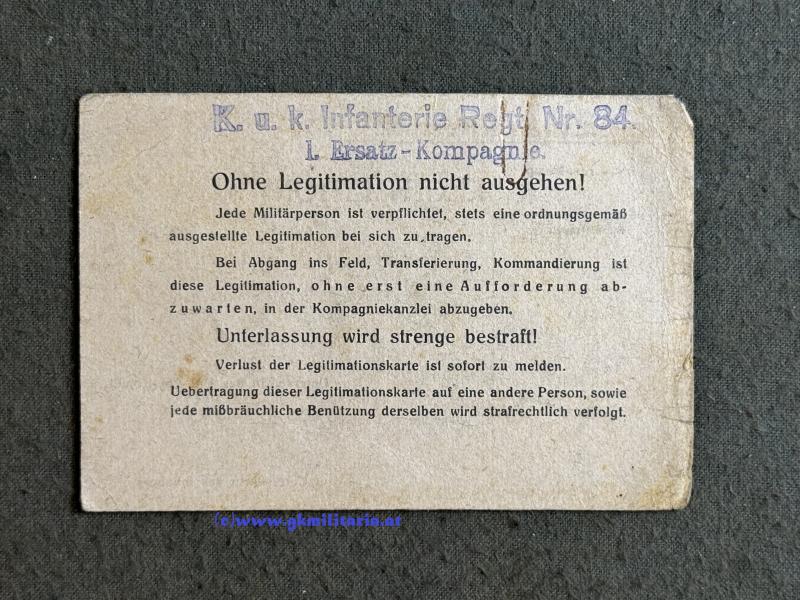 K. u. k. Infanterie Regt. Nr. 84.
1. Ersatz-Kompagnie.
Ohne Legitimation nicht ausgehen!
Jede Militärperson ist verpflichtet, stets eine ordnungsgemäß
ausgestellte Legitimation bei sich zu tragen.
Bei Abgang ins Feld, Transferierung, Kommandierung ist
diese Legitimation, ohne erst eine Aufforderung ab-
zuwarten, in der Kompagniekanzlei abzugeben.
Unterlassung wird strenge bestraft!
Verlust der Legitimationskarte ist sofort zu melden.
Uebertragung dieser Legitimationskarte auf eine andere Person, sowie
jede mißbräuchliche Benützung derselben wird strafrechtlich verfolgt.
(c)www.gkmilitaria.at